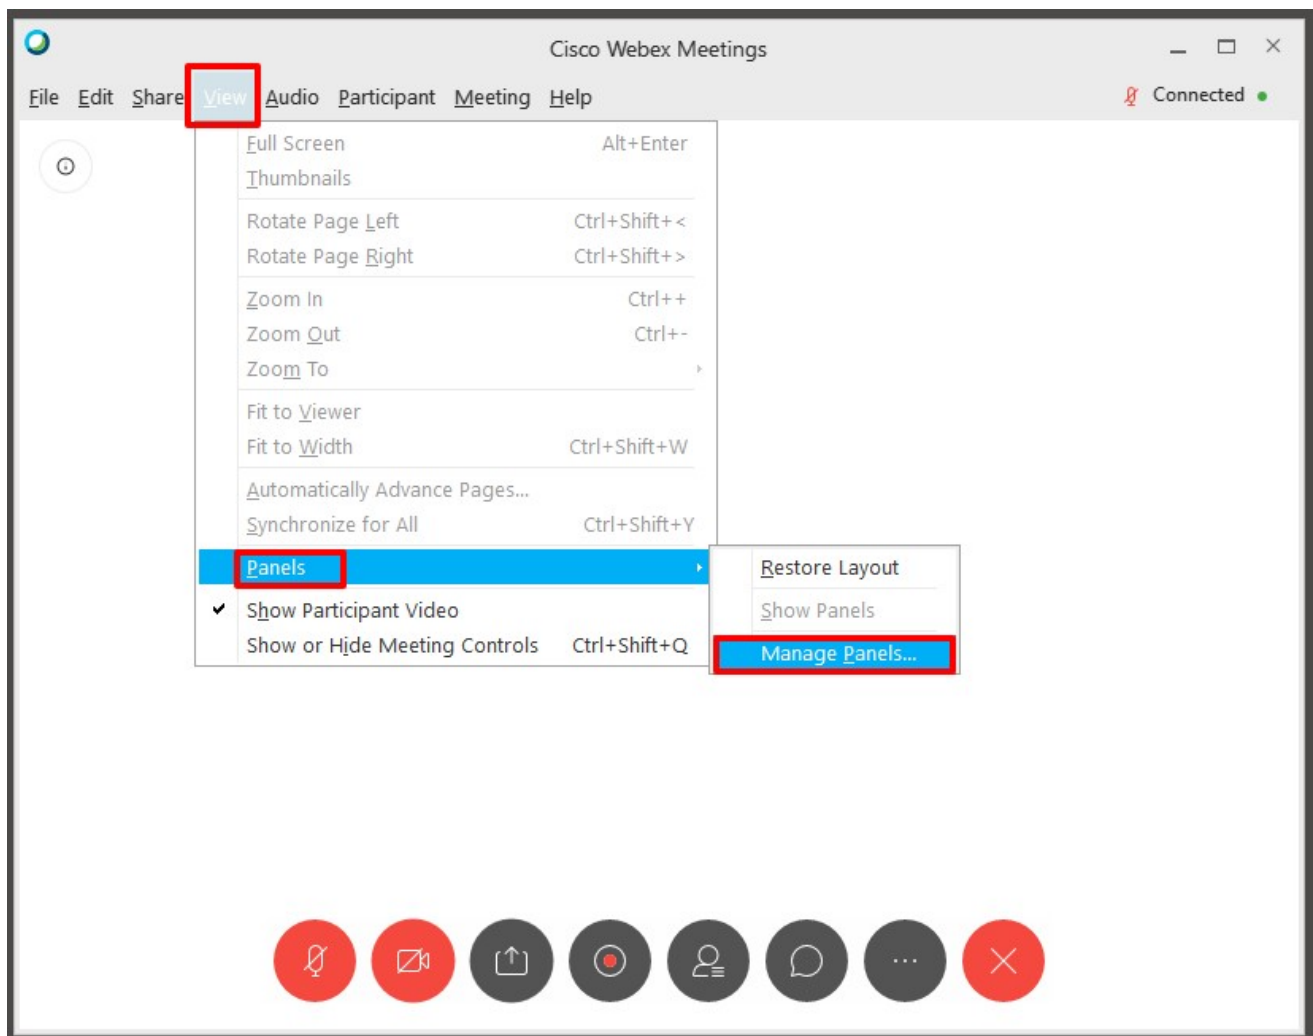 Cisco Webex Meetings
File Edit Share View Audio Participant Meeting Help Connected
Full Screen Alt+Enter
Thumbnails
Rotate Page Left Ctrl+Shift+<
Rotate Page Right Ctrl+Shift+>
Zoom In Ctrl++
Zoom Out Ctrl+-
Zoom To
Fit to Viewer
Fit to Width Ctrl+Shift+W
Automatically Advance Pages...
Synchronize for All Ctrl+Shift+Y
Panels
Restore Layout
Show Panels
Manage Panels...
Show Participant Video
Show or Hide Meeting Controls Ctrl+Shift+Q